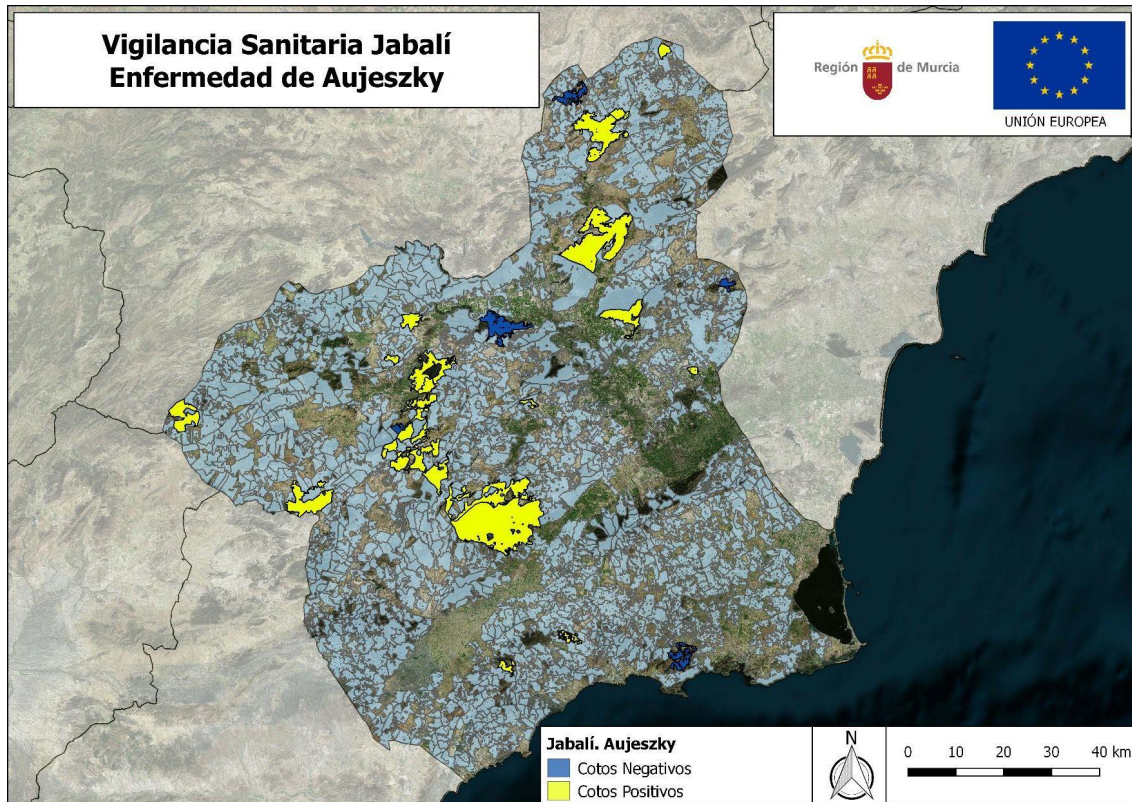 Vigilancia Sanitaria Jabalí
Enfermedad de Aujeszky
Región de Murcia
UNIÓN EUROPEA
Jabalí. Aujeszky
Cotos Negativos
Cotos Positivos
N
0 10 20 30 40 km